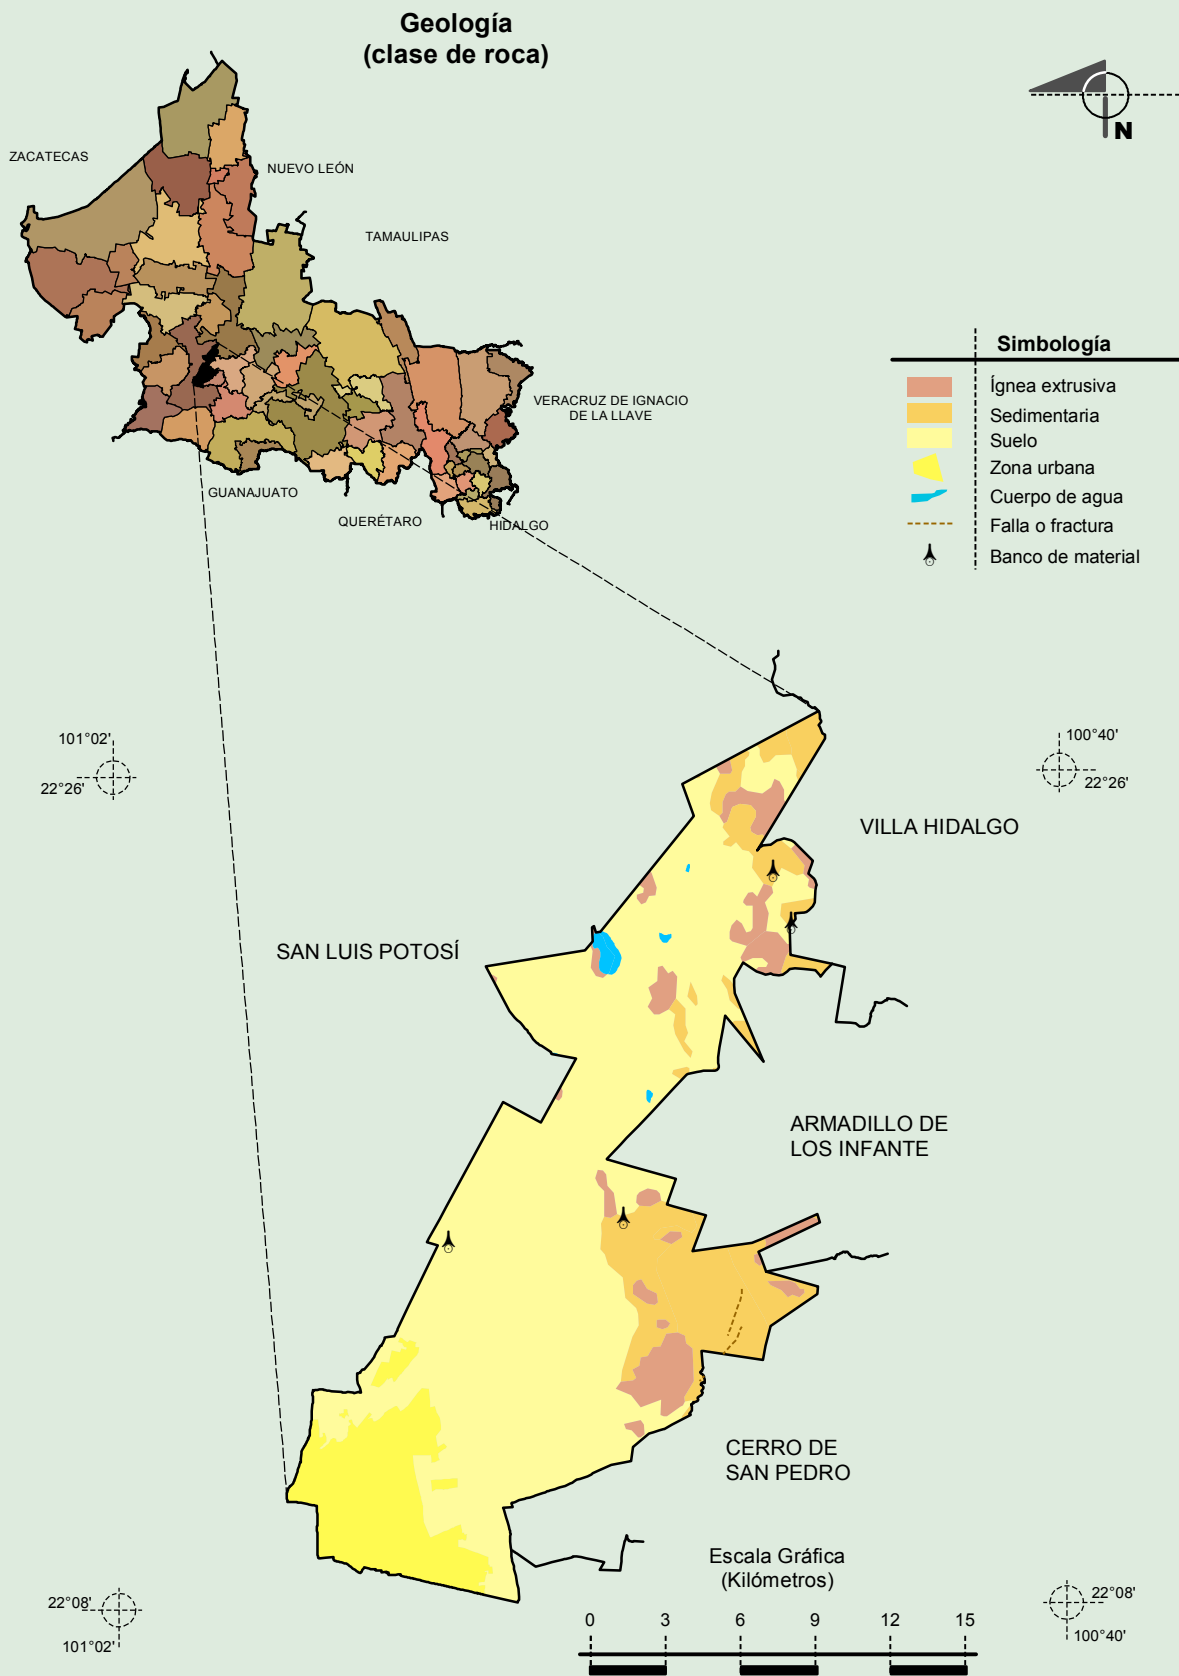 Geología
(clase de roca)
N
ZACATECAS
NUEVO LEÓN
TAMAULIPAS
VERACRUZ DE IGNACIO
DE LA LLAVE
GUANAJUATO
QUERÉTARO
HIDALGO
Simbología
Ígnea extrusiva
Sedimentaria
Suelo
Zona urbana
Cuerpo de agua
Falla o fractura
Banco de material
101°02'
22°26'
100°40'
22°26'
VILLA HIDALGO
SAN LUIS POTOSÍ
ARMADILLO DE
LOS INFANTE
CERRO DE
SAN PEDRO
Escala Gráfica
(Kilómetros)
0 3 6 9 12 15
22°08'
101°02'
22°08'
100°40'